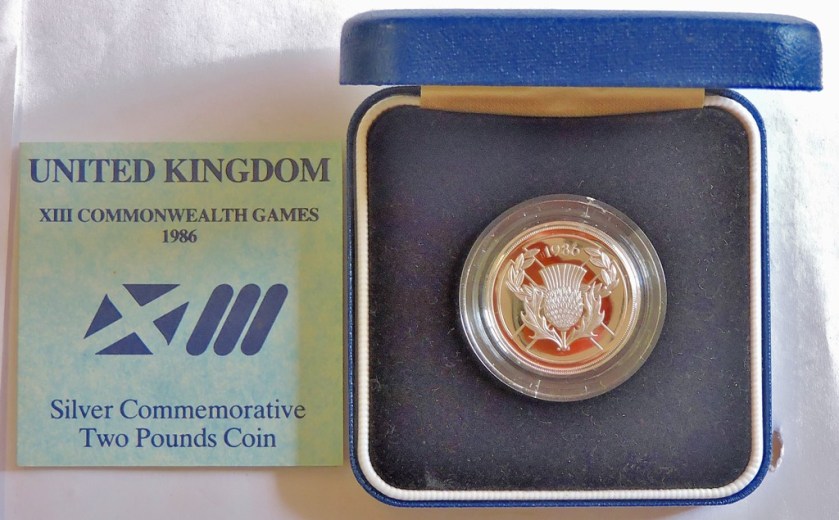 UNITED KINGDOM
XIII COMMONWEALTH GAMES
1986
Silver Commemorative
Two Pounds Coin
1986